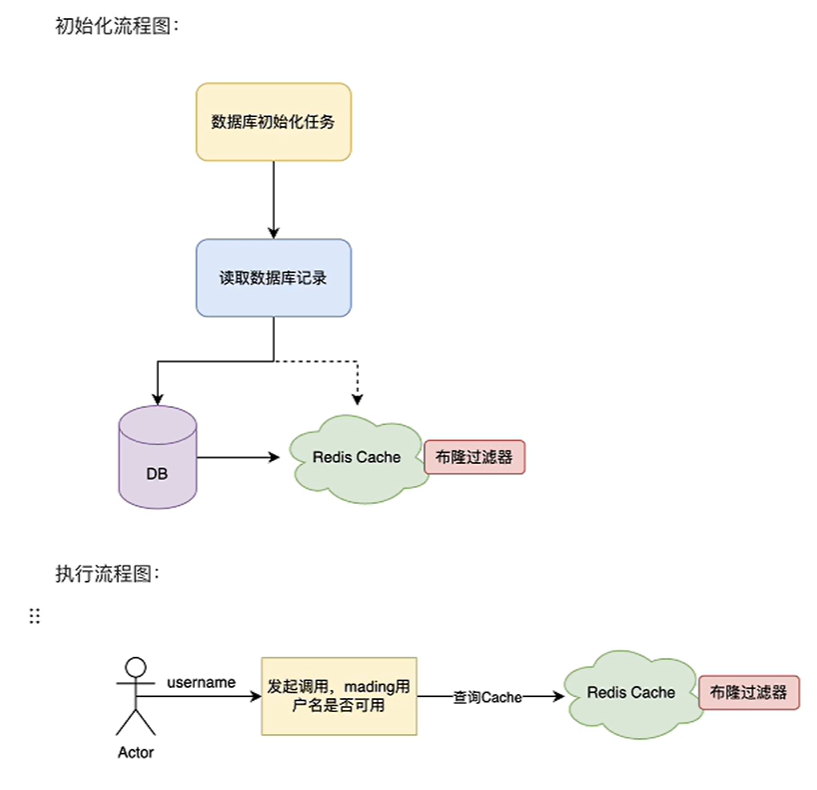 初始化流程图：
数据库初始化任务
读取数据库记录
DB
Redis Cache
布隆过滤器
执行流程图：
username
发起调用，mading用
户名是否可用
查询Cache
Redis Cache
布隆过滤器
Actor